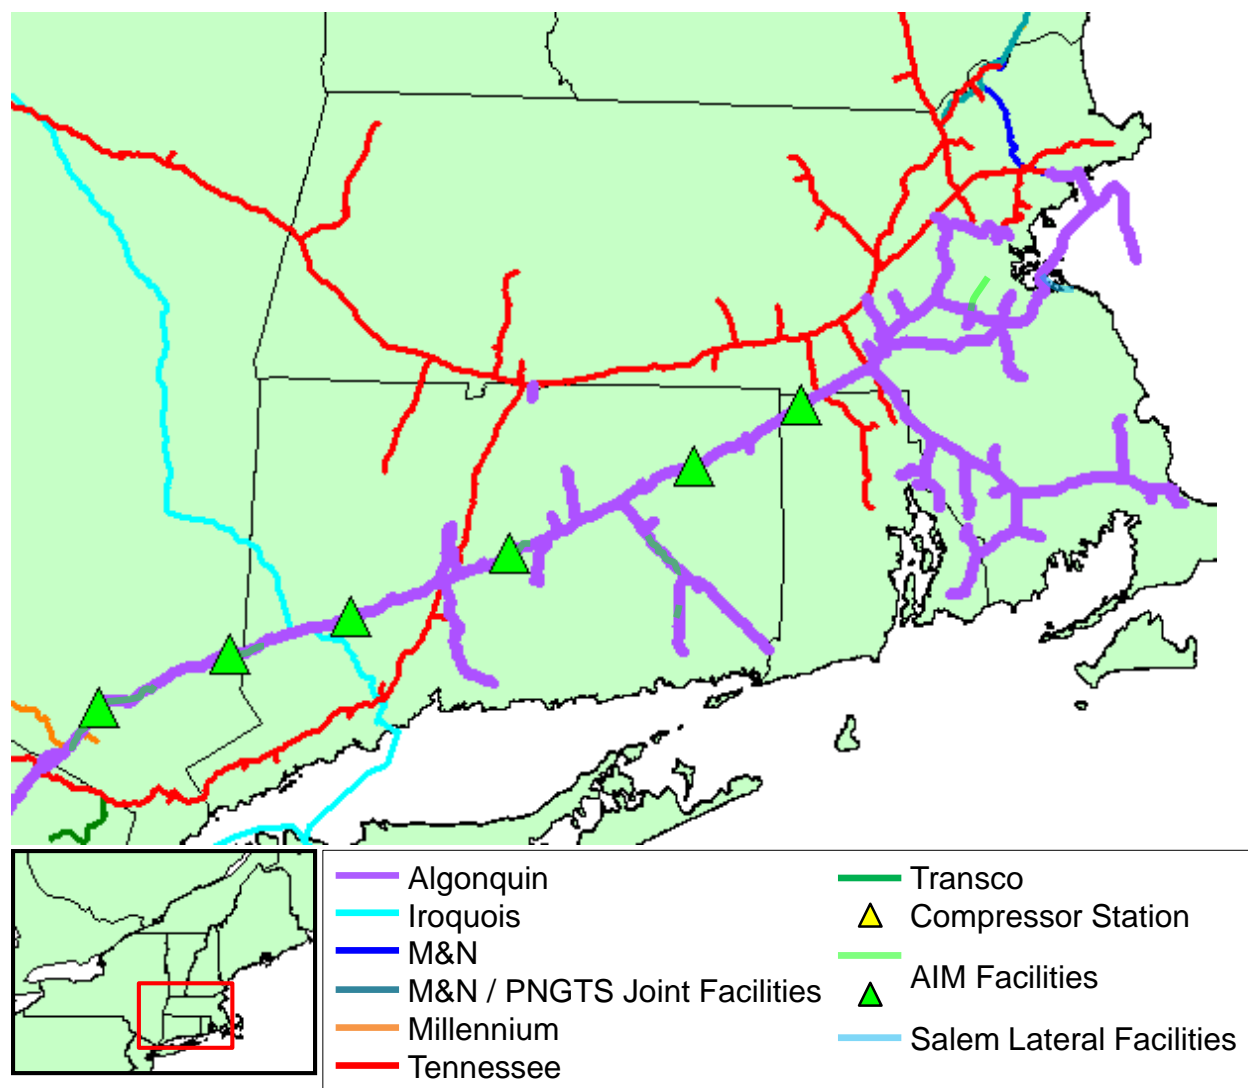 Algonquin
Iroquois
M&N
M&N / PNGTS Joint Facilities
Millennium
Tennessee
Transco
Compressor Station
AIM Facilities
Salem Lateral Facilities